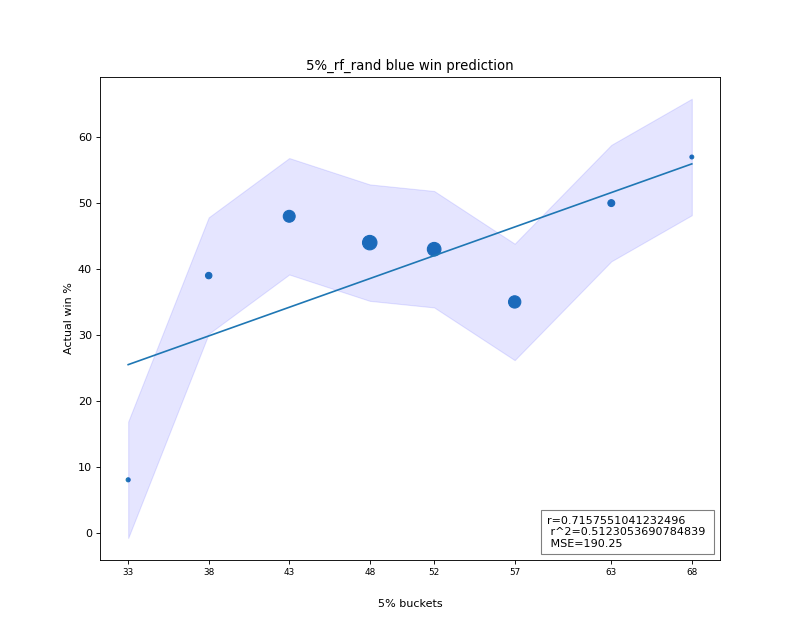 5%_rf_rand blue win prediction
Actual win %
60
50
40
30
20
10
0
r=0.7157551041232496
r^2=0.5123053690784839
MSE=190.25
33 38 43 48 52 57 63 68
5% buckets